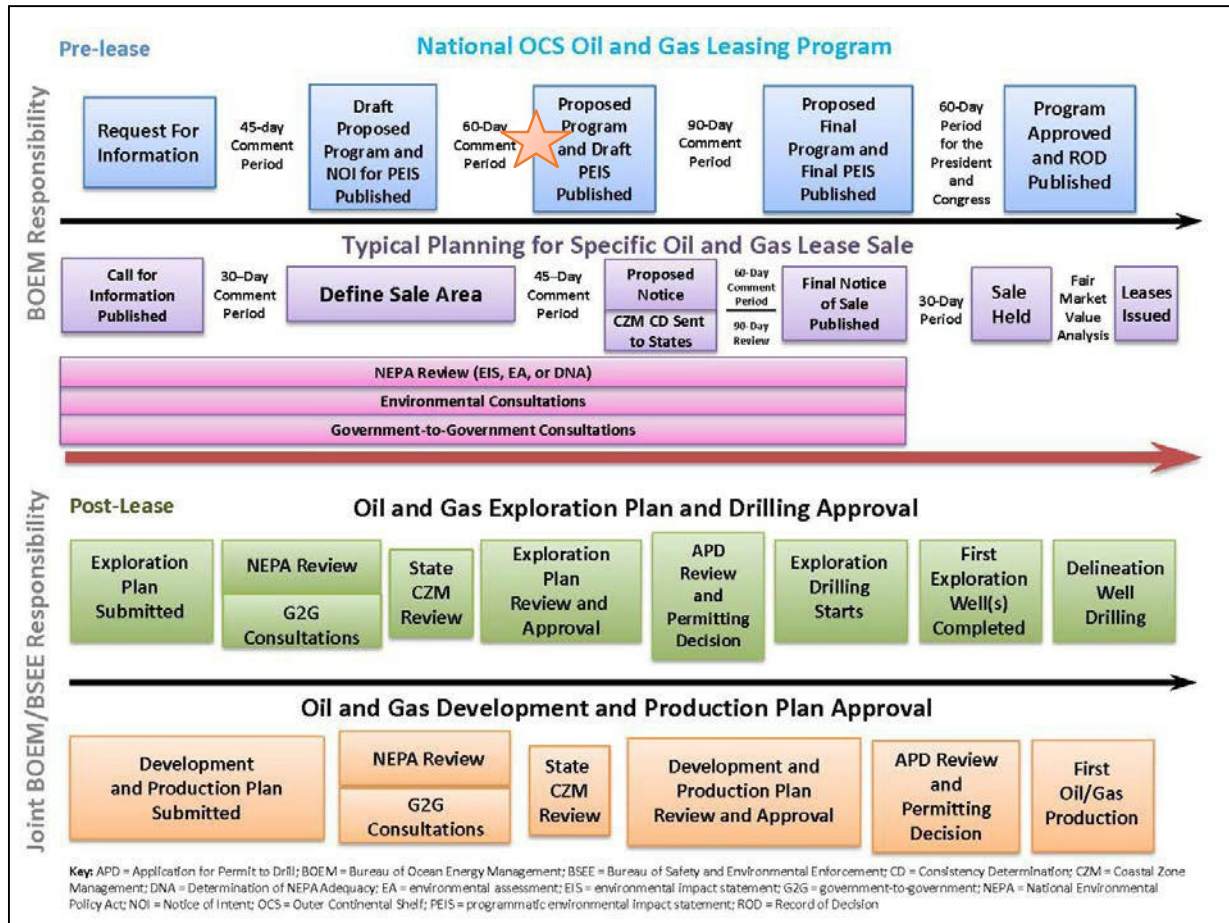 Pre-lease
National OCS Oil and Gas Leasing Program
BOEM Responsibility
Request For
Information
45-day
Comment
Period
Draft
Proposed
Program and
NOI for PEIS
Published
60-Day
Comment
Period
Proposed
Program
and Draft
PEIS
Published
90-Day
Comment
Period
Proposed
Final
Program and
Final PEIS
Published
60-Day
Period
for the
President
and
Congress
Program
Approved
and ROD
Published
Typical Planning for Specific Oil and Gas Lease Sale
Call for
Information
Published
30-Day
Comment
Period
Define Sale Area
45-Day
Comment
Period
Proposed
Notice
CZM CD Sent
to States
60-Day
Comment
Period
90-Day
Review
Final Notice
of Sale
Published
30-Day
Period
Sale
Held
Fair
Market
Value
Analysis
Leases
Issued
NEPA Review (EIS, EA, or DNA)
Environmental Consultations
Government-to-Government Consultations
Joint BOEM/BSEE Responsibility
Post-Lease
Oil and Gas Exploration Plan and Drilling Approval
Exploration
Plan
Submitted
NEPA Review
G2G
Consultations
State
CZM
Review
Exploration
Plan
Review and
Approval
APD
Review
and
Permitting
Decision
Exploration
Drilling
Starts
First
Exploration
Well(s)
Completed
Delineation
Well
Drilling
Oil and Gas Development and Production Plan Approval
Development
and Production Plan
Submitted
NEPA Review
G2G
Consultations
State
CZM
Review
Development and
Production Plan
Review and Approval
APD Review
and
Permitting
Decision
First
Oil/Gas
Production
Key: APD = Application for Permit to Drill; BOEM = Bureau of Ocean Energy Management; BSEE = Bureau of Safety and Environmental Enforcement; CD = Consistency Determination; CZM = Coastal Zone
Management; DNA = Determination of NEPA Adequacy; EA = environmental assessment; EIS = environmental impact statement; G2G = government-to-government; NEPA = National Environmental
Policy Act; NOI = Notice of Intent; OCS = Outer Continental Shelf; PEIS = programmatic environmental impact statement; ROD = Record of Decision